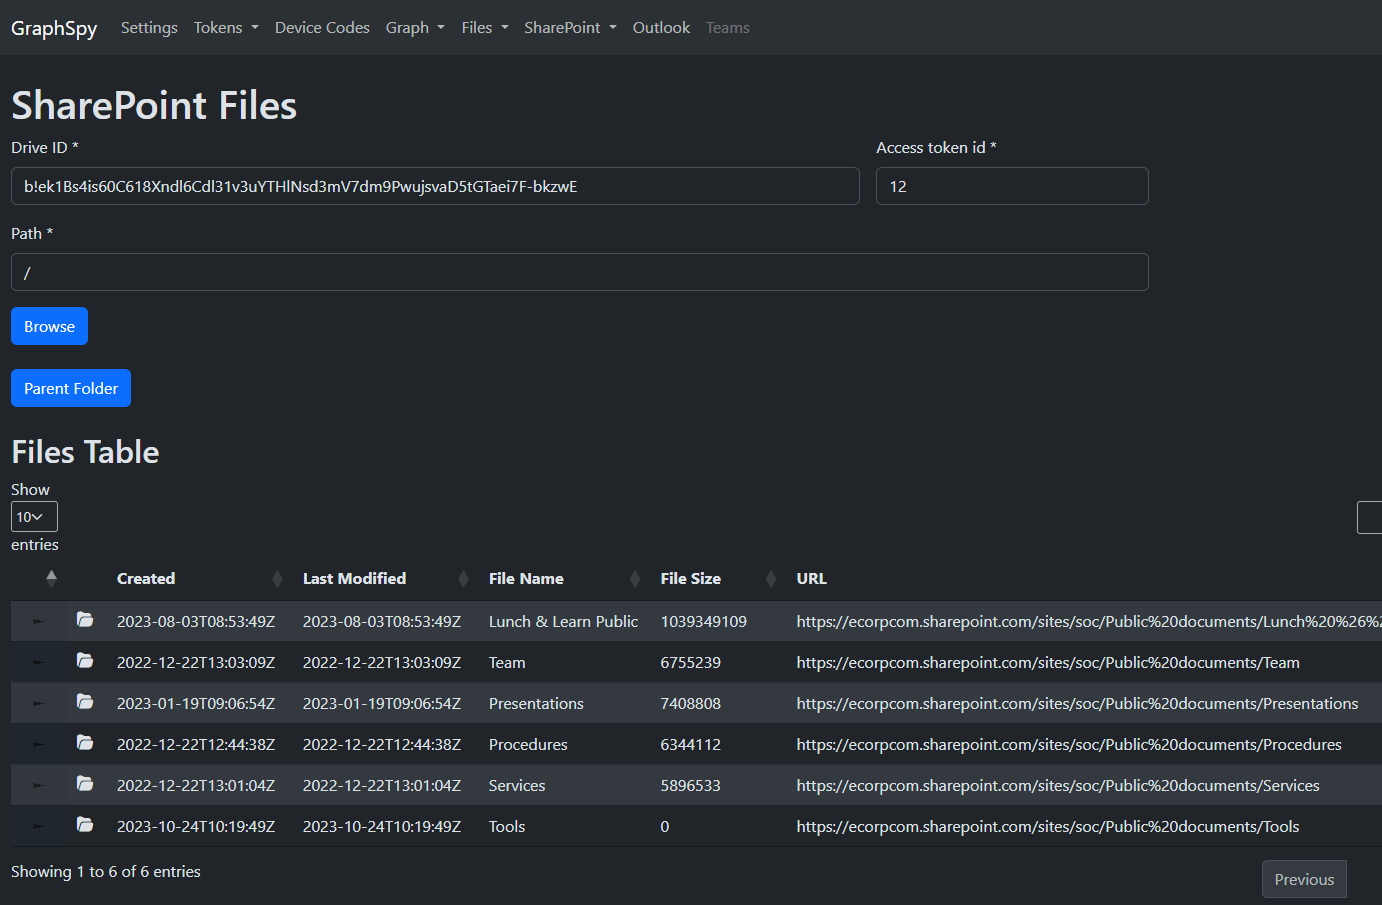 GraphSpy Settings Tokens Device Codes Graph Files SharePoint Outlook Teams
SharePoint Files
Drive ID * Access token id *
b!ek1Bs4is60C618Xndl6Cdl31v3uYTHlNsd3mV7dm9PwujsvaD5tGTaei7F-bkzwE 12
Path *
/
Browse
Parent Folder
Files Table
Show
10
entries
Created Last Modified File Name File Size URL
2023-08-03T08:53:49Z 2023-08-03T08:53:49Z Lunch & Learn Public 1039349109 https://ecorpcom.sharepoint.com/sites/soc/Public%20documents/Lunch%20%26%2
2022-12-22T13:03:09Z 2022-12-22T13:03:09Z Team 6755239 https://ecorpcom.sharepoint.com/sites/soc/Public%20documents/Team
2023-01-19T09:06:54Z 2023-01-19T09:06:54Z Presentations 7408808 https://ecorpcom.sharepoint.com/sites/soc/Public%20documents/Presentations
2022-12-22T12:44:38Z 2022-12-22T12:44:38Z Procedures 6344112 https://ecorpcom.sharepoint.com/sites/soc/Public%20documents/Procedures
2022-12-22T13:01:04Z 2022-12-22T13:01:04Z Services 5896533 https://ecorpcom.sharepoint.com/sites/soc/Public%20documents/Services
2023-10-24T10:19:49Z 2023-10-24T10:19:49Z Tools 0 https://ecorpcom.sharepoint.com/sites/soc/Public%20documents/Tools
Showing 1 to 6 of 6 entries Previous